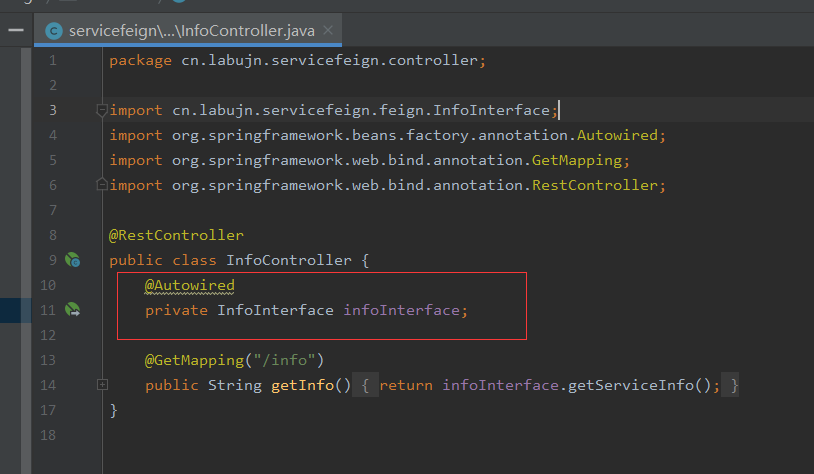 servicefeign\...\InfoController.java
1 package cn.labujn.servicefeign.controller;
2
3 import cn.labujn.servicefeign.feign.InfoInterface;
4 import org.springframework.beans.factory.annotation.Autowired;
5 import org.springframework.web.bind.annotation.GetMapping;
6 import org.springframework.web.bind.annotation.RestController;
7
8 @RestController
9 public class InfoController {
10 @Autowired
11 private InfoInterface infoInterface;
12
13 @GetMapping("/info")
14 public String getInfo() { return infoInterface.getServiceInfo(); }
17 }
18